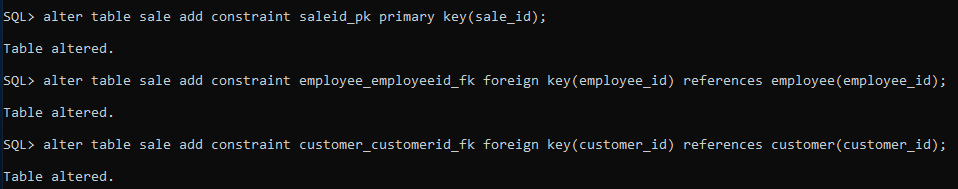 SQL> alter table sale add constraint saleid_pk primary key(sale_id);
Table altered.
SQL> alter table sale add constraint employee_employeeid_fk foreign key(employee_id) references employee(employee_id);
Table altered.
SQL> alter table sale add constraint customer_customerid_fk foreign key(customer_id) references customer(customer_id);
Table altered.